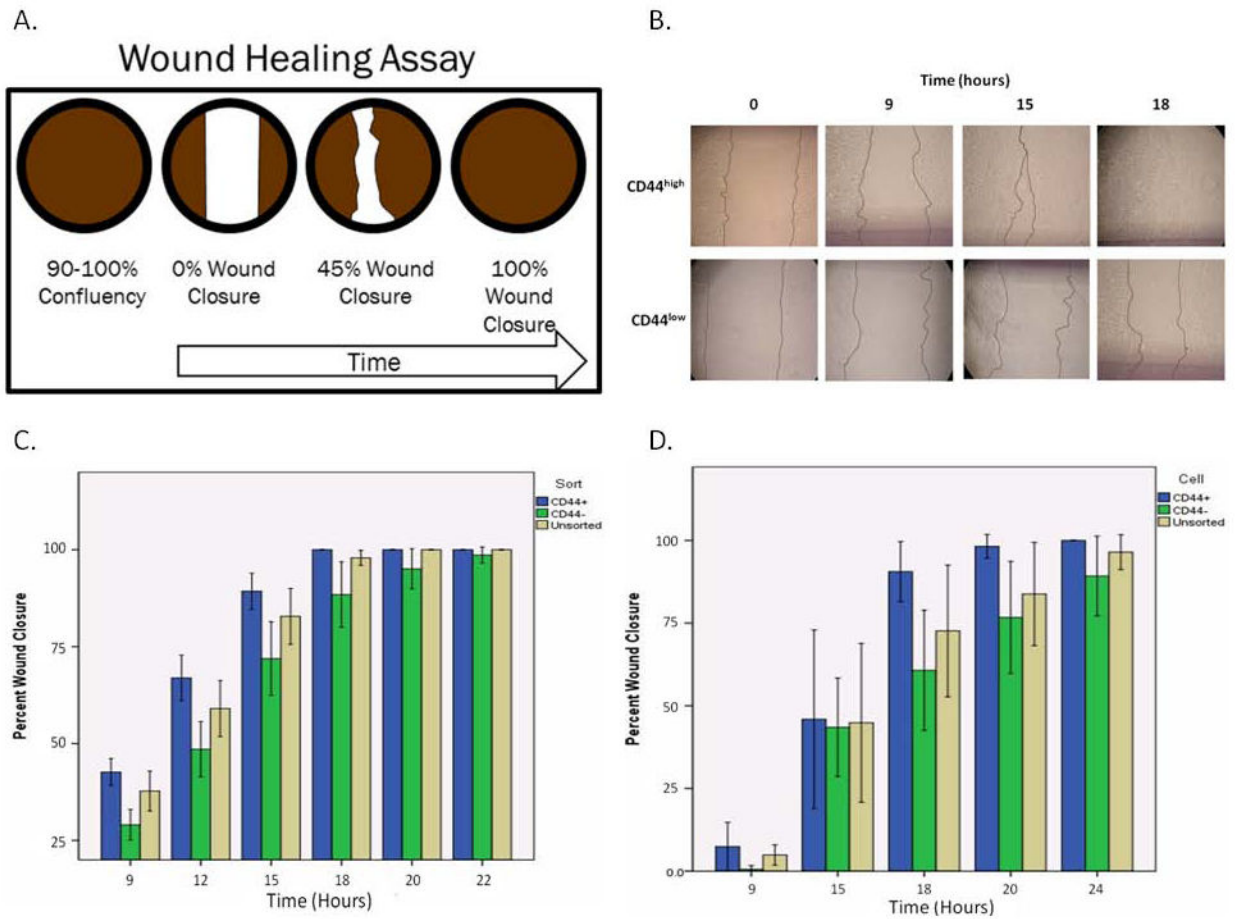 A.
Wound Healing Assay
90-100%
Confluency
0% Wound
Closure
45% Wound
Closure
100%
Wound
Closure
Time
B.
Time (hours)
0 9 15 18
CD44high
CD44low
C.
Sort
CD44+
CD44-
Unsorted
Percent Wound Closure
100
75
50
25
9 12 15 18 20 22
Time (Hours)
D.
Cell
CD44+
CD44-
Unsorted
Percent Wound Closure
100
75
50
25
0.0
9 15 18 20 24
Time (Hours)